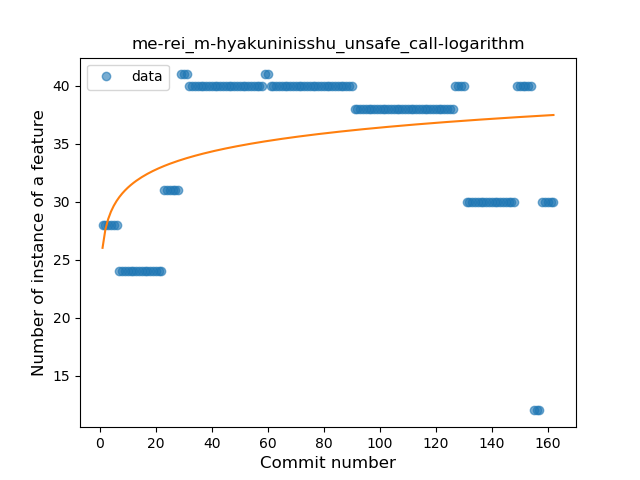 me-rei_m-hyakuninisshu_unsafe_call-logarithm
data
Number of instance of a feature
40
35
30
25
20
15
0 20 40 60 80 100 120 140 160
Commit number